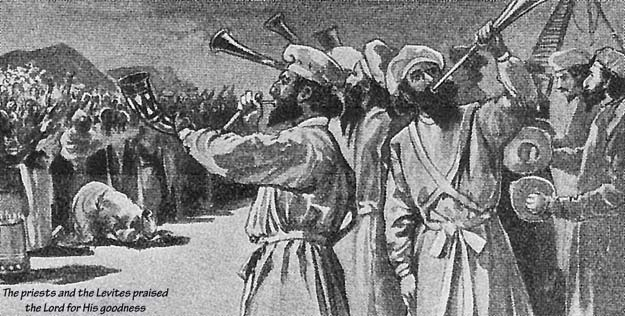 The priests and the Levites praised
the Lord for His goodness